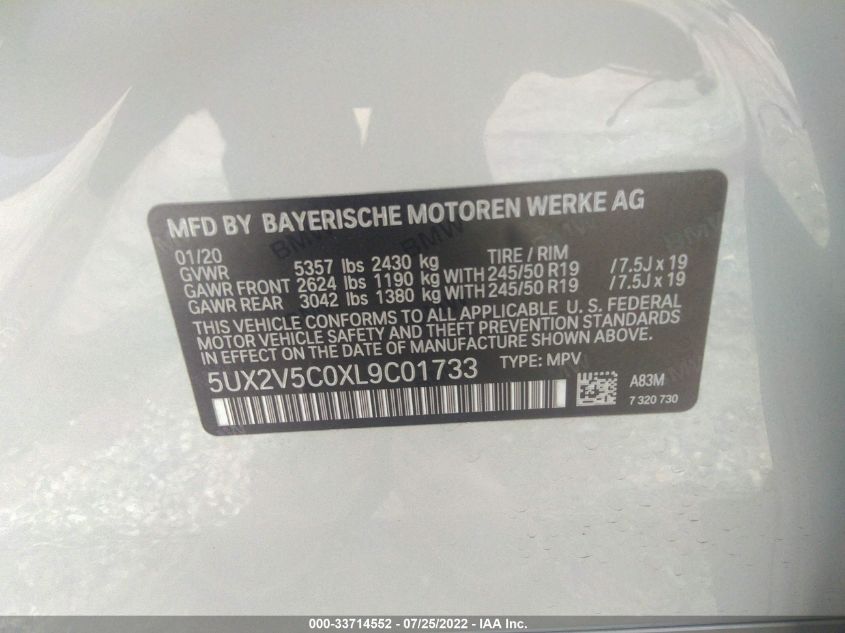 MFD BY BAYERISCHE MOTOREN WERKE AG
01/20 TIRE / RIM
GVWR 5357 lbs 2430 kg
GAWR FRONT 2624 lbs 1190 kg WITH 245/50 R19 / 7.5J x 19
GAWR REAR 3042 lbs 1380 kg WITH 245/50 R19 / 7.5J x 19
THIS VEHICLE CONFORMS TO ALL APPLICABLE U. S. FEDERAL
MOTOR VEHICLE SAFETY AND THEFT PREVENTION STANDARDS
IN EFFECT ON THE DATE OF MANUFACTURE SHOWN ABOVE.
TYPE: MPV
5UX2V5C0XL9C01733
A83M
7 320 730
000-33714552 / 07/25/2022 - IAA Inc.